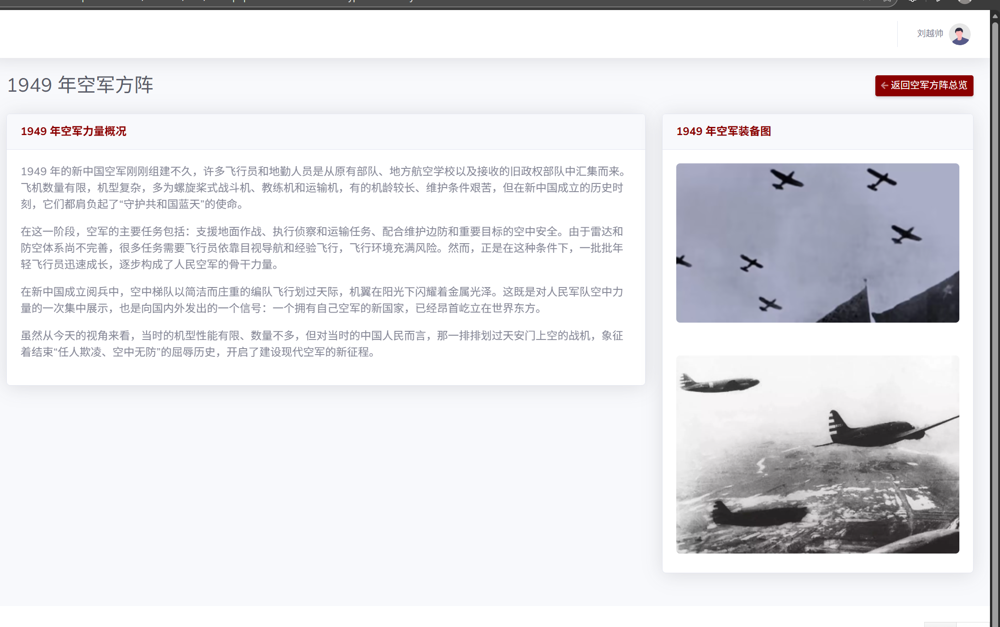 刘越帅
1949 年空军方阵
返回空军方阵总览
1949 年空军力量概况
1949 年的新中国空军刚刚组建不久，许多飞行员和地勤人员是从原有部队、地方航空学校以及接收的旧政权部队中汇集而来。
飞机数量有限，机型复杂，多为螺旋桨式战斗机、教练机和运输机，有的机龄较长、维护条件艰苦，但在新中国成立的历史时
刻，它们都肩负起了“守护共和国蓝天”的使命。
在这一阶段，空军的主要任务包括：支援地面作战、执行侦察和运输任务、配合维护边防和重要目标的空中安全。由于雷达和
防空体系尚不完善，很多任务需要飞行员依靠目视导航和经验飞行，飞行环境充满风险。然而，正是在这种条件下，一批批年
轻飞行员迅速成长，逐步构成了人民空军的骨干力量。
在新中国成立阅兵中，空中梯队以简洁而庄重的编队飞行划过天际，机翼在阳光下闪耀着金属光泽。这既是对人民军队空中力
量的一次集中展示，也是向国内外发出的一个信号：一个拥有自己空军的新国家，已经昂首屹立在世界东方。
虽然从今天的视角来看，当时的机型性能有限、数量不多，但对当时的中国人民而言，那一排排划过天安门上空的战机，象征
着结束“任人欺凌、空中无防”的屈辱历史，开启了建设现代空军的新征程。
1949 年空军装备图